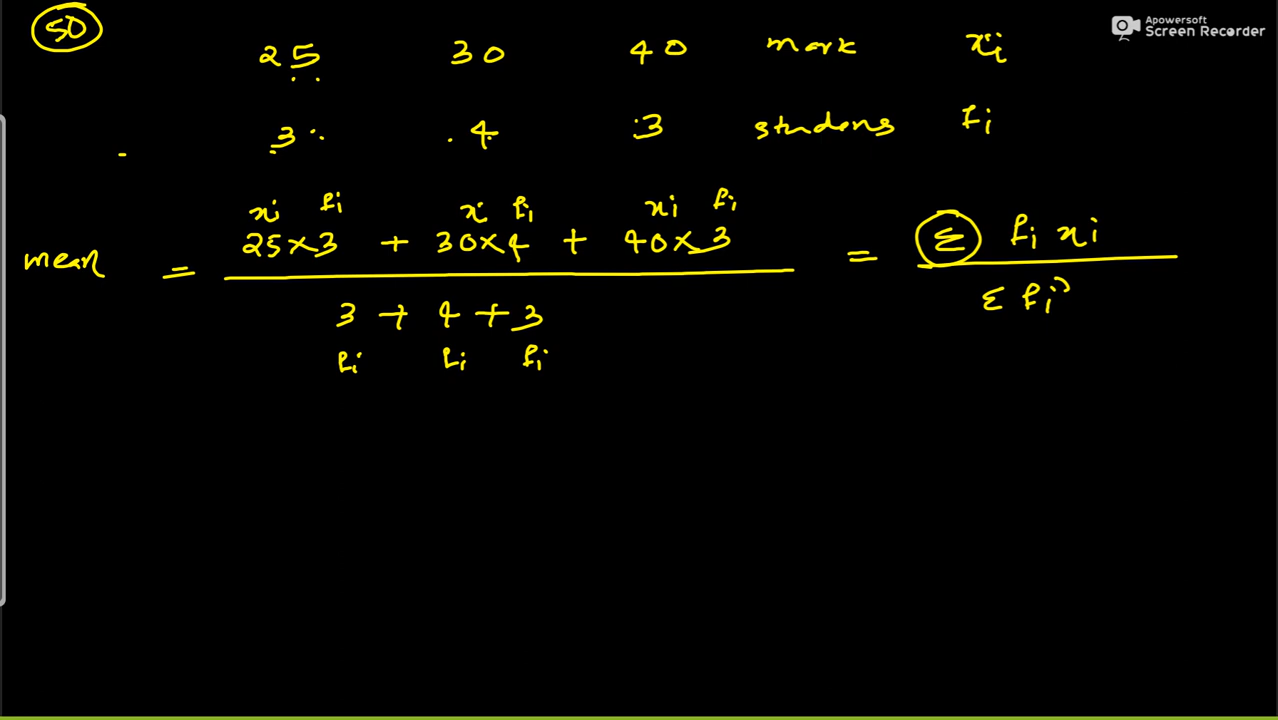 50
Apowersoft
Screen Recorder
25 30 40 mark xi
3 4 3 studens fi
xi fi xi fi xi fi
mean = 25×3 + 30×4 + 40×3 = Σ fi xi
3 + 4 + 3 Σ fi
fi fi fi